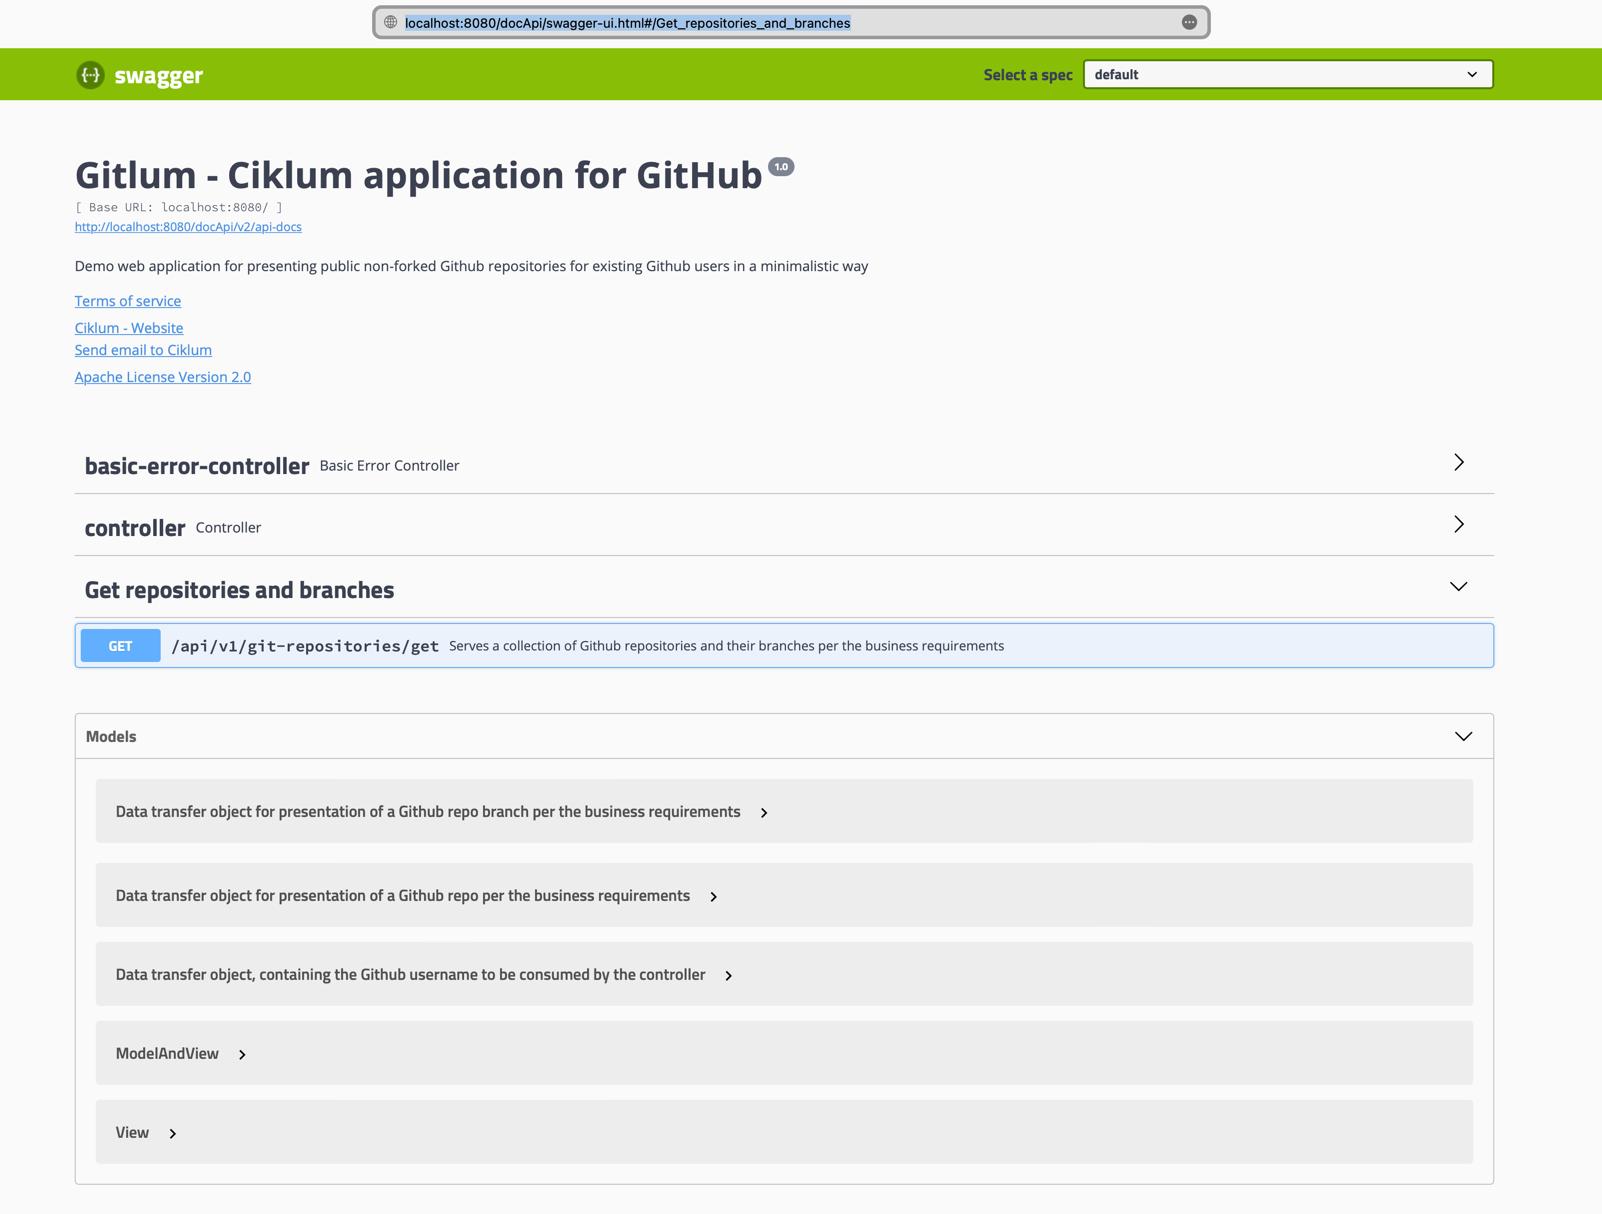 localhost:8080/docApi/swagger-ui.html#/Get_repositories_and_branches
{··} swagger
Select a spec
default
Gitlum - Ciklum application for GitHub 1.0
[ Base URL: localhost:8080/ ]
http://localhost:8080/docApi/v2/api-docs
Demo web application for presenting public non-forked Github repositories for existing Github users in a minimalistic way
Terms of service
Ciklum - Website
Send email to Ciklum
Apache License Version 2.0
basic-error-controller Basic Error Controller
controller Controller
Get repositories and branches
GET /api/v1/git-repositories/get Serves a collection of Github repositories and their branches per the business requirements
Models
Data transfer object for presentation of a Github repo branch per the business requirements
Data transfer object for presentation of a Github repo per the business requirements
Data transfer object, containing the Github username to be consumed by the controller
ModelAndView
View